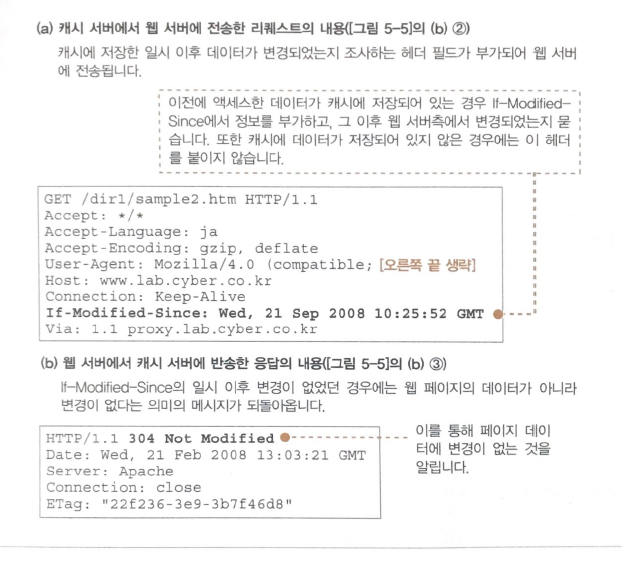 (a) 캐시 서버에서 웹 서버에 전송한 리퀘스트의 내용([그림 5-5]의 (b) ②)
캐시에 저장한 일시 이후 데이터가 변경되었는지 조사하는 헤더 필드가 부가되어 웹 서버
에 전송됩니다.
이전에 액세스한 데이터가 캐시에 저장되어 있는 경우 If-Modified-
Since에서 정보를 부가하고, 그 이후 웹 서버측에서 변경되었는지 묻
습니다. 또한 캐시에 데이터가 저장되어 있지 않은 경우에는 이 헤더
를 붙이지 않습니다.
GET /dir1/sample2.htm HTTP/1.1
Accept: */*
Accept-Language: ja
Accept-Encoding: gzip, deflate
User-Agent: Mozilla/4.0 (compatible; [오른쪽 끝 생략]
Host: www.lab.cyber.co.kr
Connection: Keep-Alive
If-Modified-Since: Wed, 21 Sep 2008 10:25:52 GMT
Via: 1.1 proxy.lab.cyber.co.kr
(b) 웹 서버에서 캐시 서버에 반송한 응답의 내용([그림 5-5]의 (b) ③)
If-Modified-Since의 일시 이후 변경이 없었던 경우에는 웹 페이지의 데이터가 아니라
변경이 없다는 의미의 메시지가 되돌아옵니다.
HTTP/1.1 304 Not Modified
Date: Wed, 21 Feb 2008 13:03:21 GMT
Server: Apache
Connection: close
ETag: "22f236-3e9-3b7f46d8"
이를 통해 페이지 데이
터에 변경이 없는 것을
알립니다.